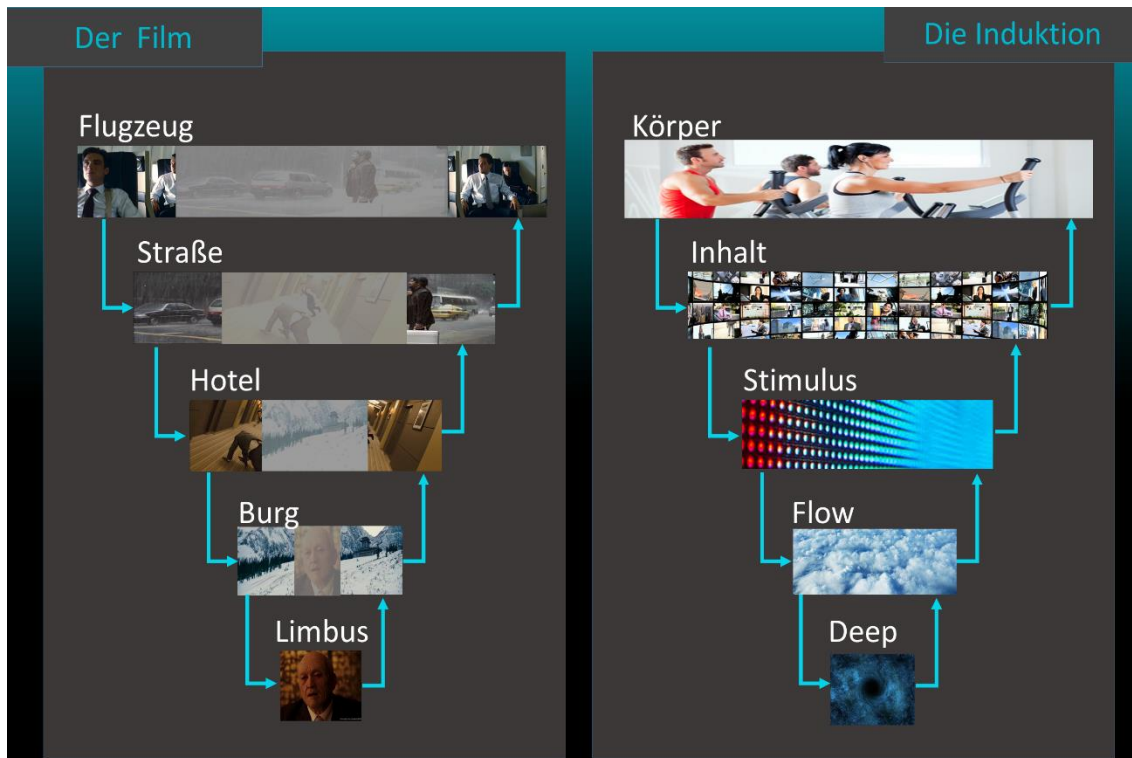 Der Film
Flugzeug
Straße
Hotel
Burg
Limbus
Die Induktion
Körper
Inhalt
Stimulus
Flow
Deep